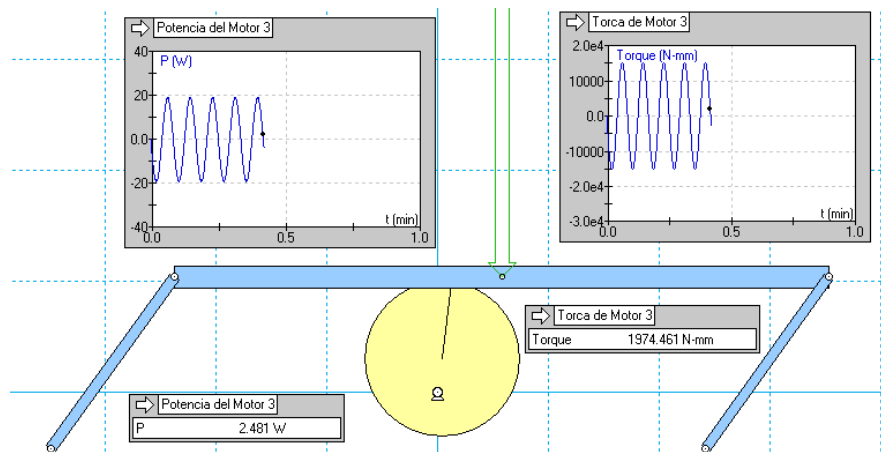 Potencia del Motor 3
P (W)
40
20
0.0
-20
-40
0.0
0.5
1.0
t (min)
Torca de Motor 3
Torque (N-mm)
2.0e4
10000
0.0
-10000
-2.0e4
-3.0e4
0.0
0.5
1.0
t (min)
Torca de Motor 3
Torque 1974.461 N-mm
Potencia del Motor 3
P 2.481 W